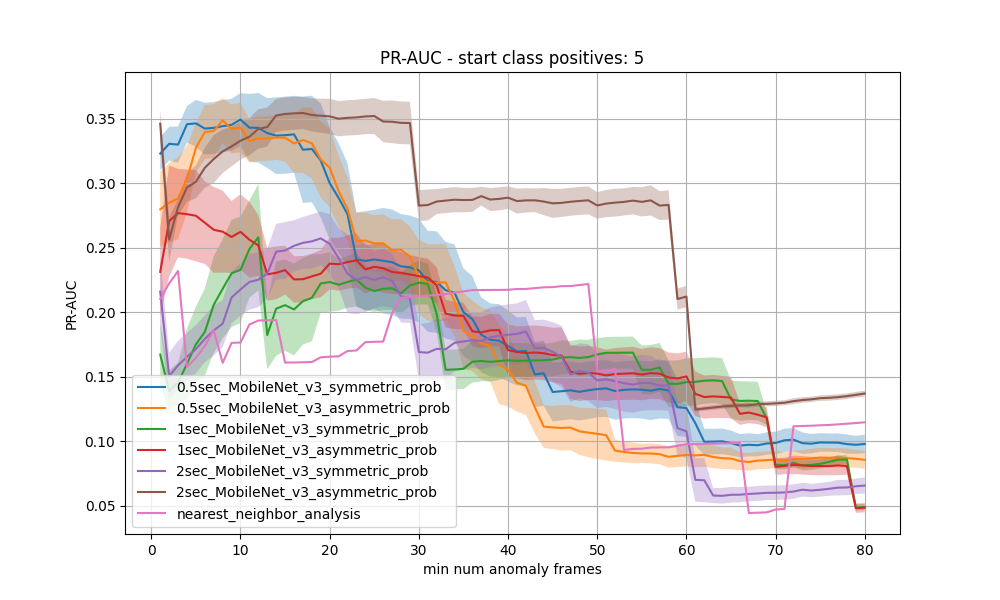 PR-AUC - start class positives: 5
PR-AUC
0.35
0.30
0.25
0.20
0.15
0.10
0.05
0.5sec_MobileNet_v3_symmetric_prob
0.5sec_MobileNet_v3_asymmetric_prob
1sec_MobileNet_v3_symmetric_prob
1sec_MobileNet_v3_asymmetric_prob
2sec_MobileNet_v3_symmetric_prob
2sec_MobileNet_v3_asymmetric_prob
nearest_neighbor_analysis
0 10 20 30 40 50 60 70 80
min num anomaly frames